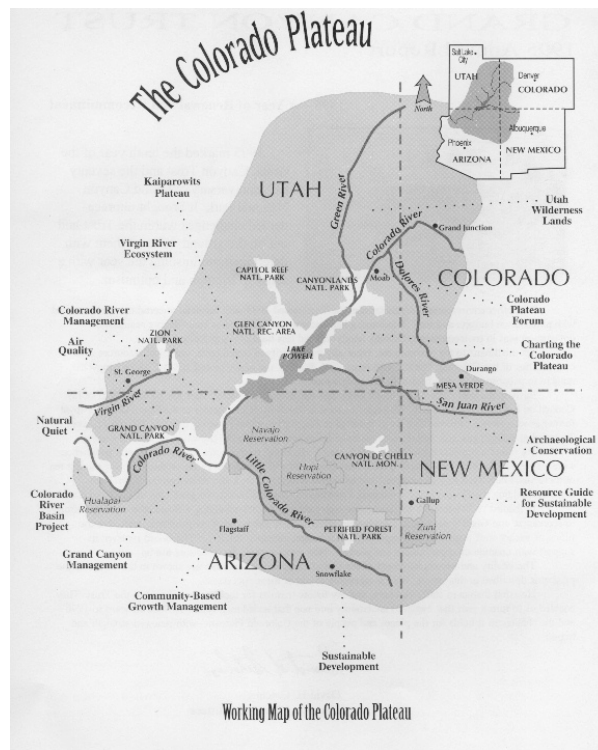 The Colorado Plateau
Salt Lake
City
UTAH
Denver
COLORADO
Phoenix
ARIZONA
Albuquerque
NEW MEXICO
North
Kaiparowits
Plateau
UTAH
Green River
Utah
Wilderness
Lands
Virgin River
Ecosystem
Colorado River
Grand Junction
CAPITOL REEF
NATL. PARK
CANYONLANDS
NATL. PARK
Moab
Dolores River
COLORADO
Colorado
Plateau
Forum
Colorado River
Management
ZION
NATL. PARK
GLEN CANYON
NATL. REC. AREA
LAKE
POWELL
Air
Quality
Charting the
Colorado
Plateau
St. George
Durango
MESA VERDE
Virgin River
San Juan River
Natural
Quiet
GRAND CANYON
NATL. PARK
Navajo
Reservation
Archaeological
Conservation
Colorado River
CANYON DE CHELLY
NATL. MON.
Hopi
Reservation
NEW MEXICO
Colorado
River
Basin
Project
Hualapai
Reservation
Little Colorado River
Resource Guide
for Sustainable
Development
Gallup
Zuni
Reservation
Flagstaff
PETRIFIED FOREST
NATL. PARK
Grand Canyon
Management
ARIZONA
Snowflake
Community-Based
Growth Management
Sustainable
Development
Working Map of the Colorado Plateau